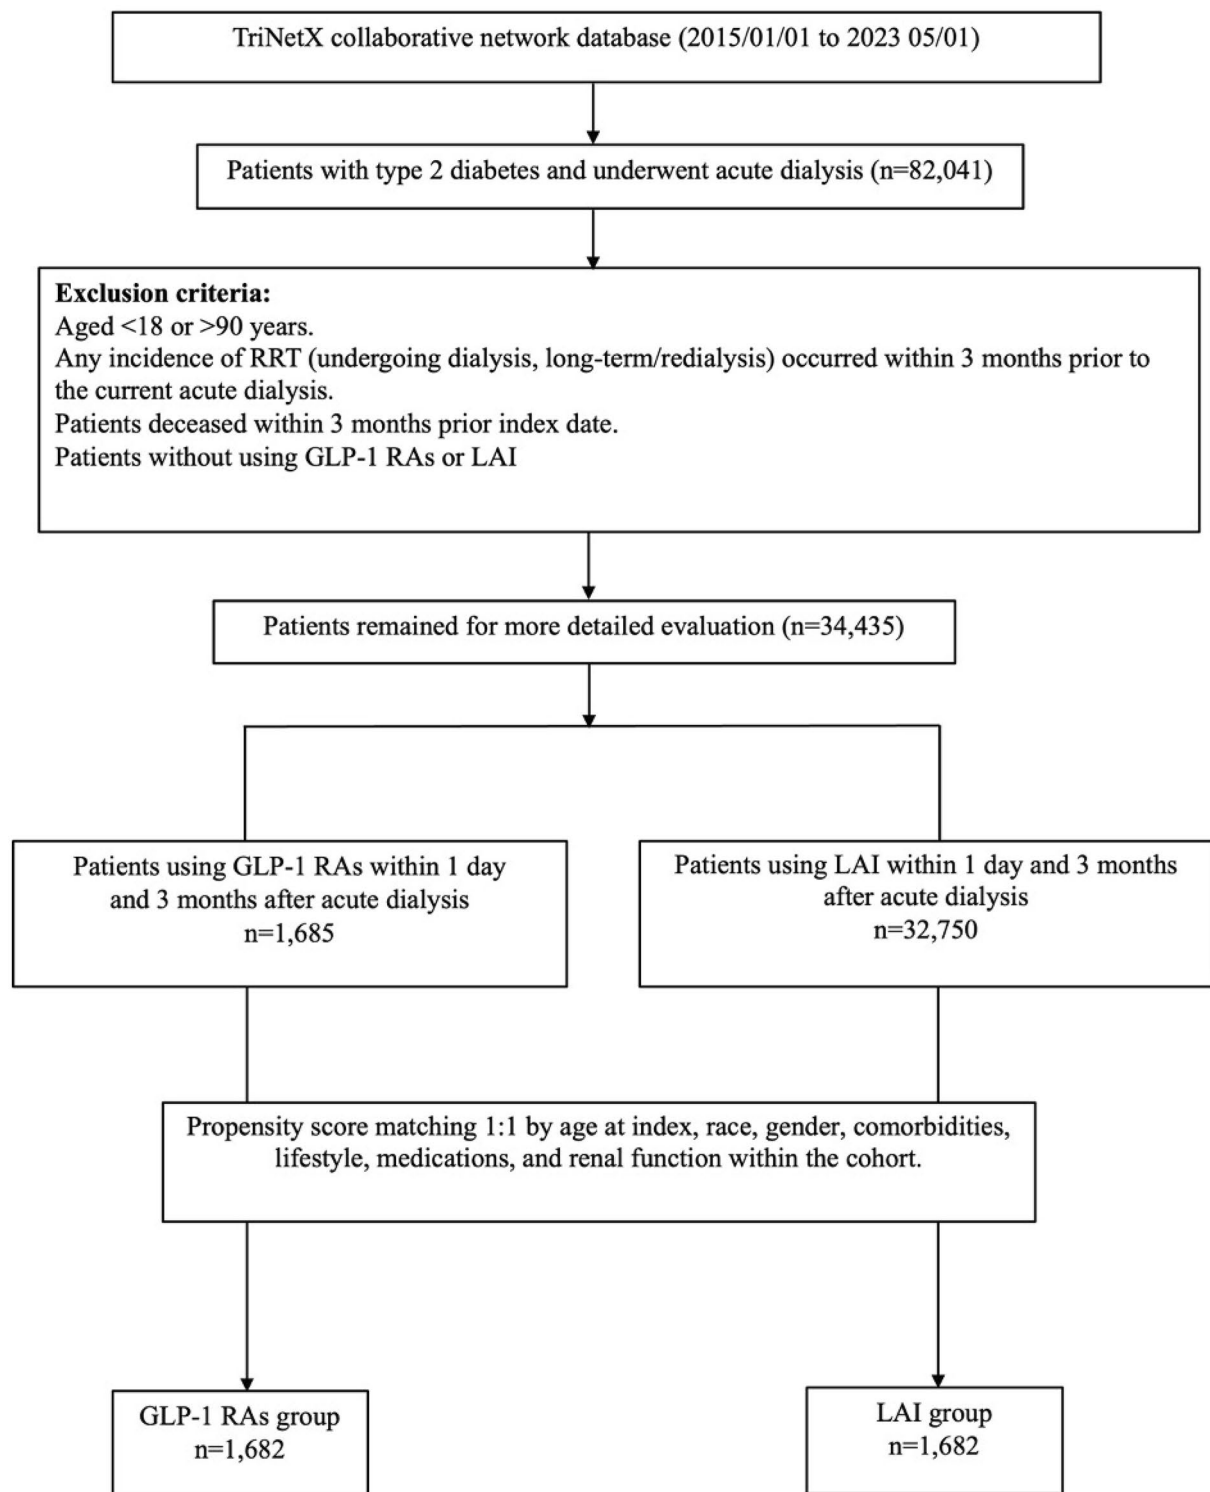 TriNetX collaborative network database (2015/01/01 to 2023 05/01)
Patients with type 2 diabetes and underwent acute dialysis (n=82,041)
Exclusion criteria:
Aged <18 or >90 years.
Any incidence of RRT (undergoing dialysis, long-term/redialysis) occurred within 3 months prior to
the current acute dialysis.
Patients deceased within 3 months prior index date.
Patients without using GLP-1 RAs or LAI
Patients remained for more detailed evaluation (n=34,435)
Patients using GLP-1 RAs within 1 day
and 3 months after acute dialysis
n=1,685
Patients using LAI within 1 day and 3 months
after acute dialysis
n=32,750
Propensity score matching 1:1 by age at index, race, gender, comorbidities,
lifestyle, medications, and renal function within the cohort.
GLP-1 RAs group
n=1,682
LAI group
n=1,682